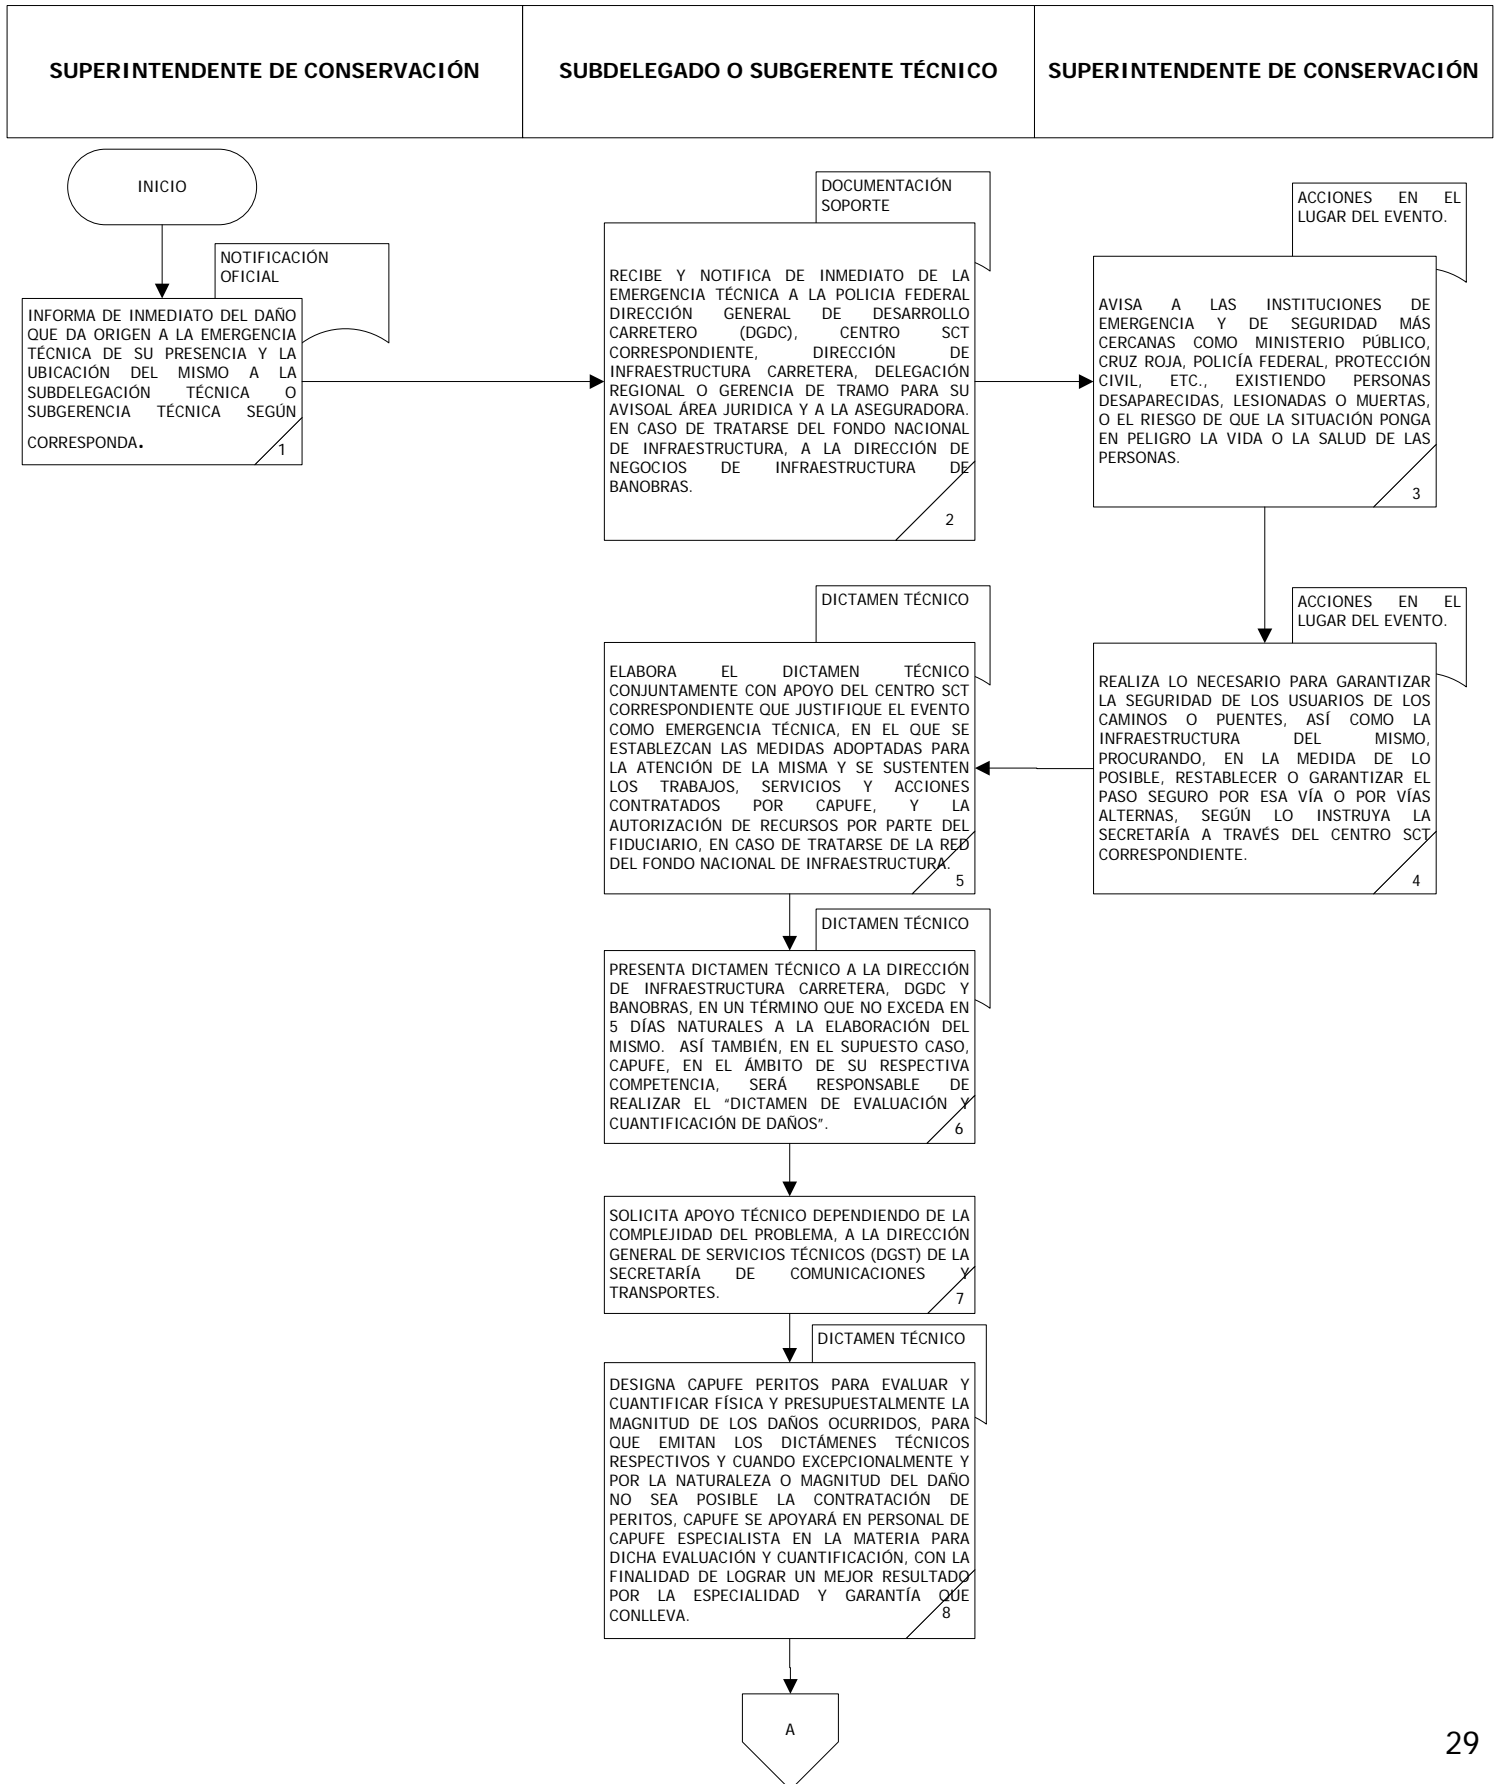 SUPERINTENDENTE DE CONSERVACIÓN
SUBDELEGADO O SUBGERENTE TÉCNICO
SUPERINTENDENTE DE CONSERVACIÓN
INICIO
NOTIFICACIÓN
OFICIAL
INFORMA DE INMEDIATO DEL DAÑO
QUE DA ORIGEN A LA EMERGENCIA
TÉCNICA DE SU PRESENCIA Y LA
UBICACIÓN DEL MISMO A LA
SUBDELEGACIÓN TÉCNICA O
SUBGERENCIA TÉCNICA SEGÚN
CORRESPONDA.
1
DOCUMENTACIÓN
SOPORTE
RECIBE Y NOTIFICA DE INMEDIATO DE LA
EMERGENCIA TÉCNICA A LA POLICIA FEDERAL
DIRECCIÓN GENERAL DE DESARROLLO
CARRETERO (DGDC), CENTRO SCT
CORRESPONDIENTE, DIRECCIÓN DE
INFRAESTRUCTURA CARRETERA, DELEGACIÓN
REGIONAL O GERENCIA DE TRAMO PARA SU
AVISOAL ÁREA JURIDICA Y A LA ASEGURADORA.
EN CASO DE TRATARSE DEL FONDO NACIONAL
DE INFRAESTRUCTURA, A LA DIRECCIÓN DE
NEGOCIOS DE INFRAESTRUCTURA DE
BANOBRAS.
2
ACCIONES EN EL
LUGAR DEL EVENTO.
AVISA A LAS INSTITUCIONES DE
EMERGENCIA Y DE SEGURIDAD MÁS
CERCANAS COMO MINISTERIO PÚBLICO,
CRUZ ROJA, POLICÍA FEDERAL, PROTECCIÓN
CIVIL, ETC., EXISTIENDO PERSONAS
DESAPARECIDAS, LESIONADAS O MUERTAS,
O EL RIESGO DE QUE LA SITUACIÓN PONGA
EN PELIGRO LA VIDA O LA SALUD DE LAS
PERSONAS.
3
ACCIONES EN EL
LUGAR DEL EVENTO.
REALIZA LO NECESARIO PARA GARANTIZAR
LA SEGURIDAD DE LOS USUARIOS DE LOS
CAMINOS O PUENTES, ASÍ COMO LA
INFRAESTRUCTURA DEL MISMO,
PROCURANDO, EN LA MEDIDA DE LO
POSIBLE, RESTABLECER O GARANTIZAR EL
PASO SEGURO POR ESA VÍA O POR VÍAS
ALTERNAS, SEGÚN LO INSTRUYA LA
SECRETARÍA A TRAVÉS DEL CENTRO SCT
CORRESPONDIENTE.
4
DICTAMEN TÉCNICO
ELABORA EL DICTAMEN TÉCNICO
CONJUNTAMENTE CON APOYO DEL CENTRO SCT
CORRESPONDIENTE QUE JUSTIFIQUE EL EVENTO
COMO EMERGENCIA TÉCNICA, EN EL QUE SE
ESTABLEZCAN LAS MEDIDAS ADOPTADAS PARA
LA ATENCIÓN DE LA MISMA Y SE SUSTENTEN
LOS TRABAJOS, SERVICIOS Y ACCIONES
CONTRATADOS POR CAPUFE, Y LA
AUTORIZACIÓN DE RECURSOS POR PARTE DEL
FIDUCIARIO, EN CASO DE TRATARSE DE LA RED
DEL FONDO NACIONAL DE INFRAESTRUCTURA.
5
DICTAMEN TÉCNICO
PRESENTA DICTAMEN TÉCNICO A LA DIRECCIÓN
DE INFRAESTRUCTURA CARRETERA, DGDC Y
BANOBRAS, EN UN TÉRMINO QUE NO EXCEDA EN
5 DÍAS NATURALES A LA ELABORACIÓN DEL
MISMO. ASÍ TAMBIÉN, EN EL SUPUESTO CASO,
CAPUFE, EN EL ÁMBITO DE SU RESPECTIVA
COMPETENCIA, SERÁ RESPONSABLE DE
REALIZAR EL “DICTAMEN DE EVALUACIÓN Y
CUANTIFICACIÓN DE DAÑOS”.
6
SOLICITA APOYO TÉCNICO DEPENDIENDO DE LA
COMPLEJIDAD DEL PROBLEMA, A LA DIRECCIÓN
GENERAL DE SERVICIOS TÉCNICOS (DGST) DE LA
SECRETARÍA DE COMUNICACIONES Y
TRANSPORTES.
7
DICTAMEN TÉCNICO
DESIGNA CAPUFE PERITOS PARA EVALUAR Y
CUANTIFICAR FÍSICA Y PRESUPUESTALMENTE LA
MAGNITUD DE LOS DAÑOS OCURRIDOS, PARA
QUE EMITAN LOS DICTÁMENES TÉCNICOS
RESPECTIVOS Y CUANDO EXCEPCIONALMENTE Y
POR LA NATURALEZA O MAGNITUD DEL DAÑO
NO SEA POSIBLE LA CONTRATACIÓN DE
PERITOS, CAPUFE SE APOYARÁ EN PERSONAL DE
CAPUFE ESPECIALISTA EN LA MATERIA PARA
DICHA EVALUACIÓN Y CUANTIFICACIÓN, CON LA
FINALIDAD DE LOGRAR UN MEJOR RESULTADO
POR LA ESPECIALIDAD Y GARANTÍA QUE
CONLLEVA.
8
A
29